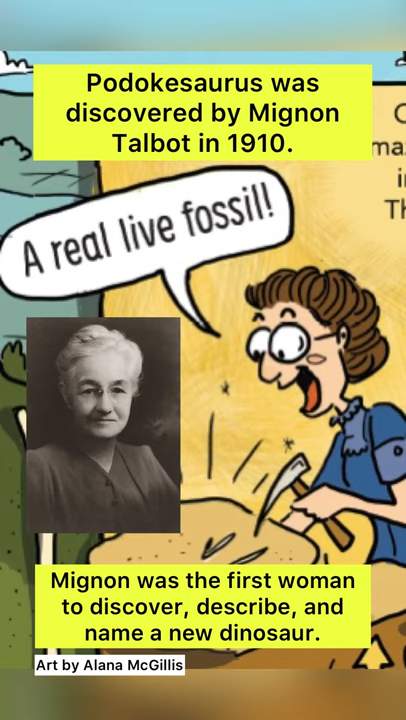 Podokesaurus was
discovered by Mignon
Talbot in 1910.
A real live fossil!
Mignon was the first woman
to discover, describe, and
name a new dinosaur.
Art by Alana McGillis